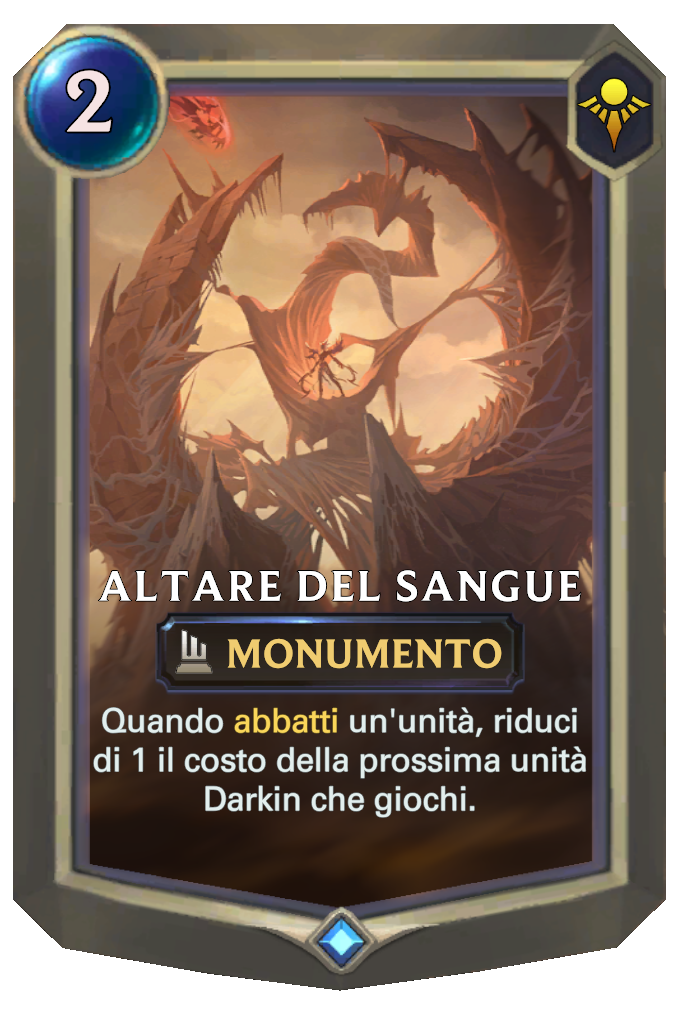 2
ALTARE DEL SANGUE
MONUMENTO
Quando abbatti un'unità, riduci
di 1 il costo della prossima unità
Darkin che giochi.